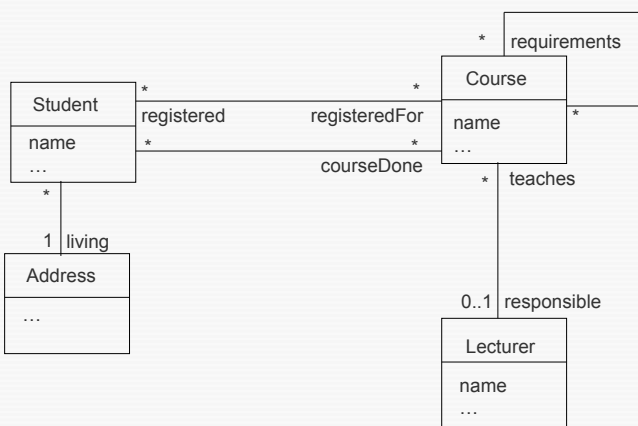 * requirements
Course
name
…
*
Student
name
…
* *
registered registeredFor
* *
courseDone
* teaches
*
1 living
Address
…
0..1 responsible
Lecturer
name
…